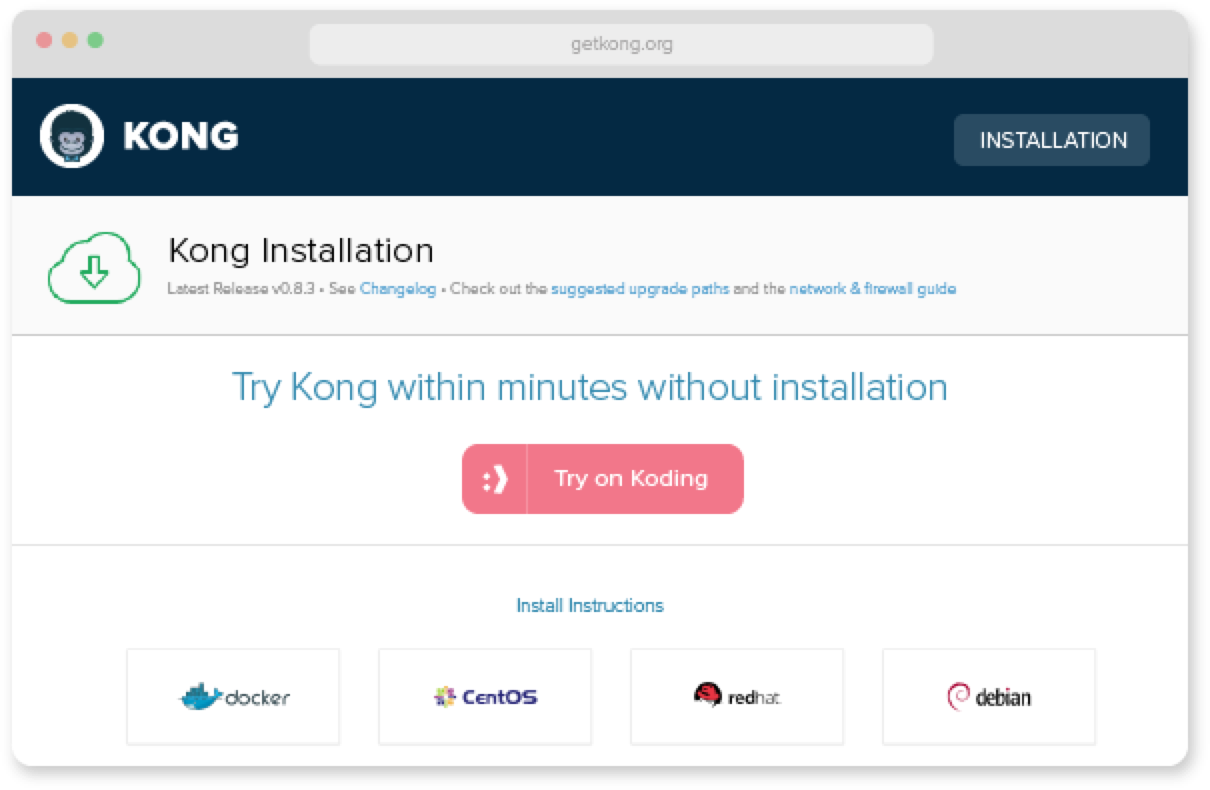 getkong.org
KONG
INSTALLATION
Kong Installation
Latest Release v0.8.3 • See Changelog • Check out the suggested upgrade paths and the network & firewall guide
Try Kong within minutes without installation
Try on Koding
Install Instructions
docker CentOS redhat debian